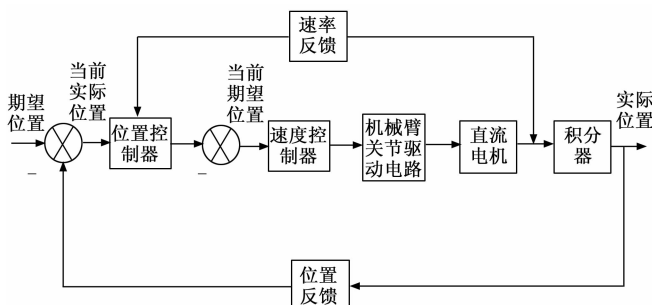 速率
反馈
期望
位置
当前
实际
位置
位置控
制器
当前
期望
位置
速度控
制器
机械臂
关节驱
动电路
直流
电机
积分
器
实际
位置
−
−
位置
反馈